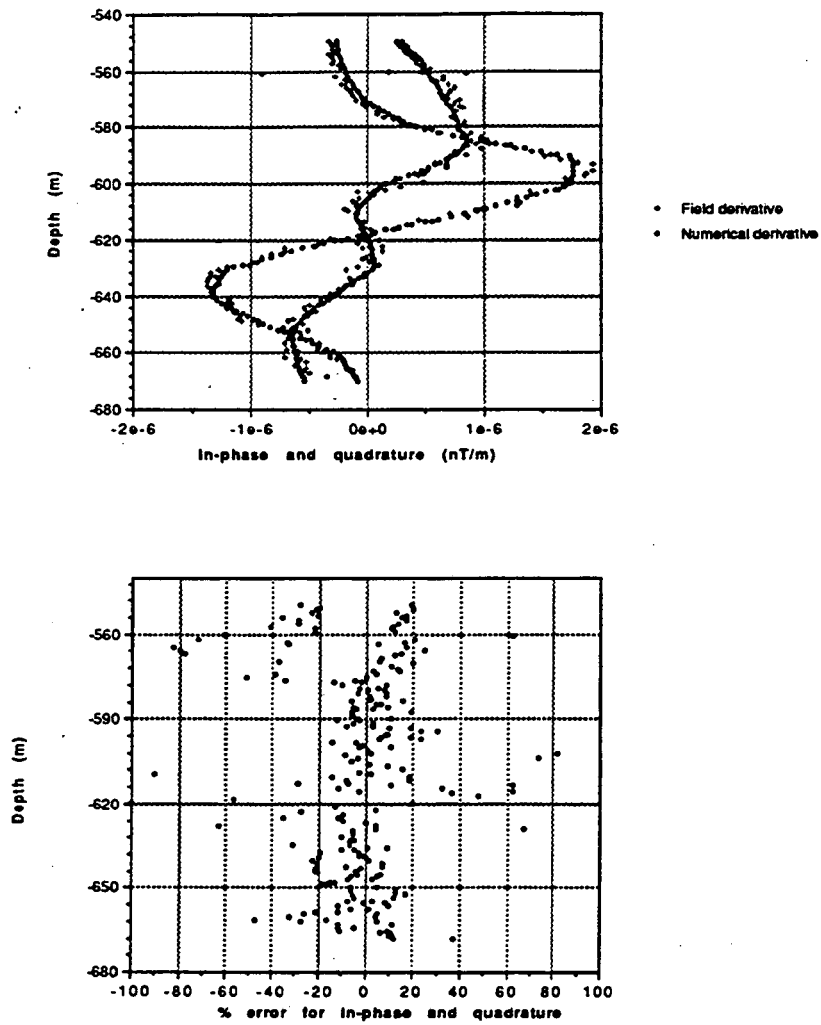 -540
-560
-580
-600
-620
-640
-660
-680
Depth (m)
-2e-6 -1e-6 0e+0 1e-6 2e-6
In-phase and quadrature (nT/m)
Field derivative
Numerical derivative
-560
-590
-620
-650
-680
Depth (m)
-100 -80 -60 -40 -20 0 20 40 60 80 100
% error for in-phase and quadrature